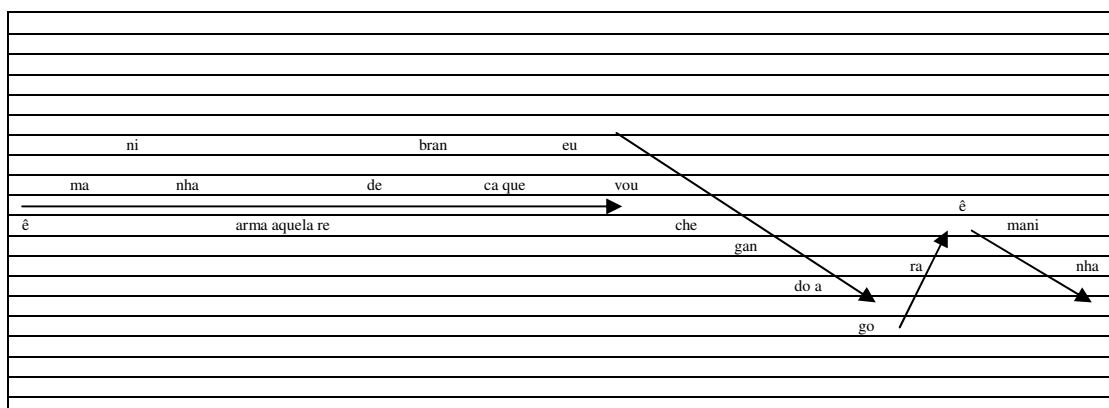 ni bran eu
ma nha de ca que vou
ê
ê arma aquela re che mani
gan
ra nha
do a
go